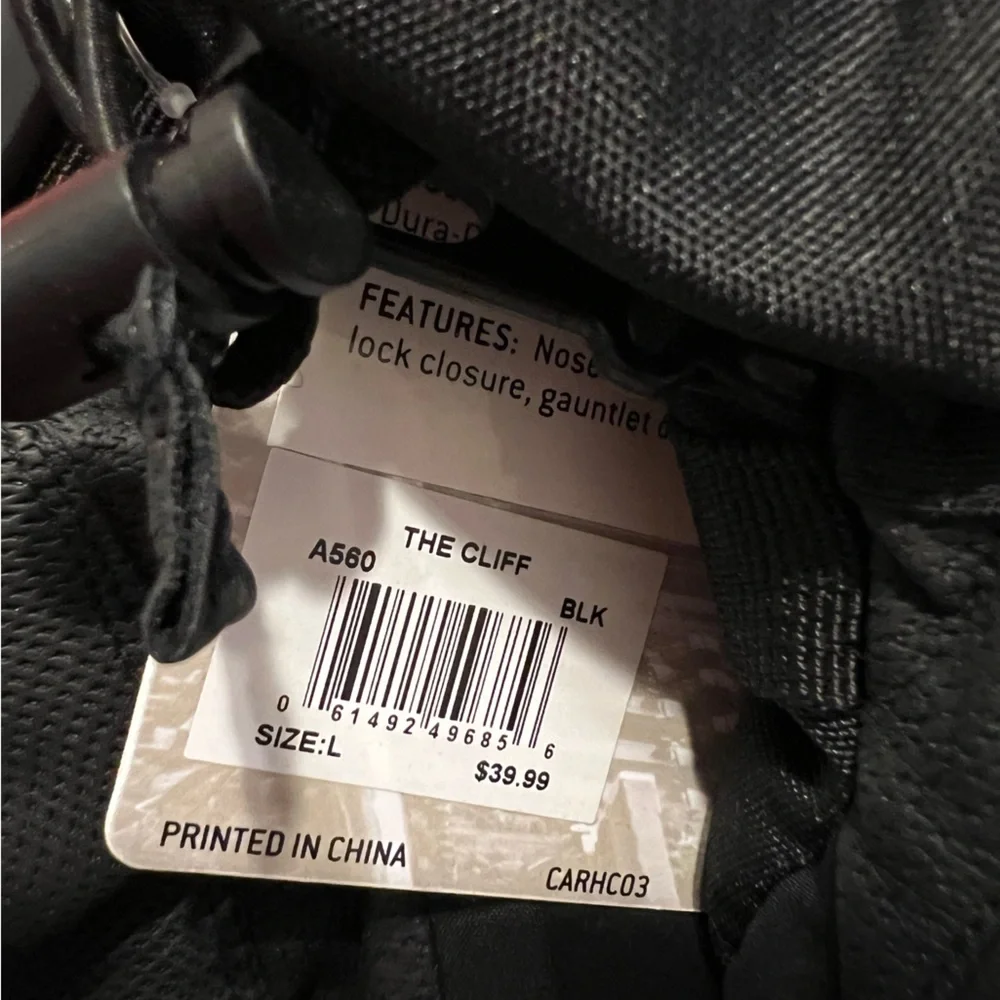 Dura-
FEATURES: Nose
lock closure, gauntlet
THE CLIFF
A560
BLK
0 61492 49685 6
SIZE:L
$39.99
PRINTED IN CHINA
CARHC03